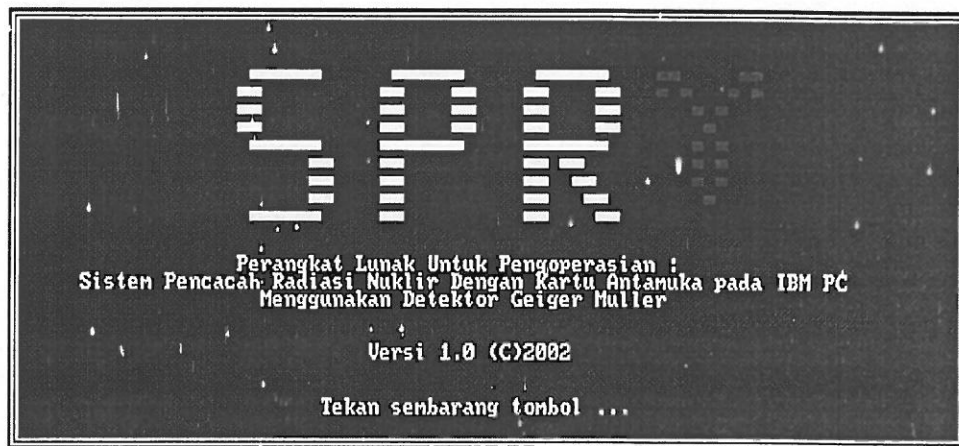 SPR
Perangkat Lunak Untuk Pengoperasian :
Sistem Pencacah Radiasi Nuklir Dengan Kartu Antamuka pada IBM PC
Menggunakan Detektor Geiger Muller
Versi 1.0 (C)2002
Tekan sembarang tombol ...